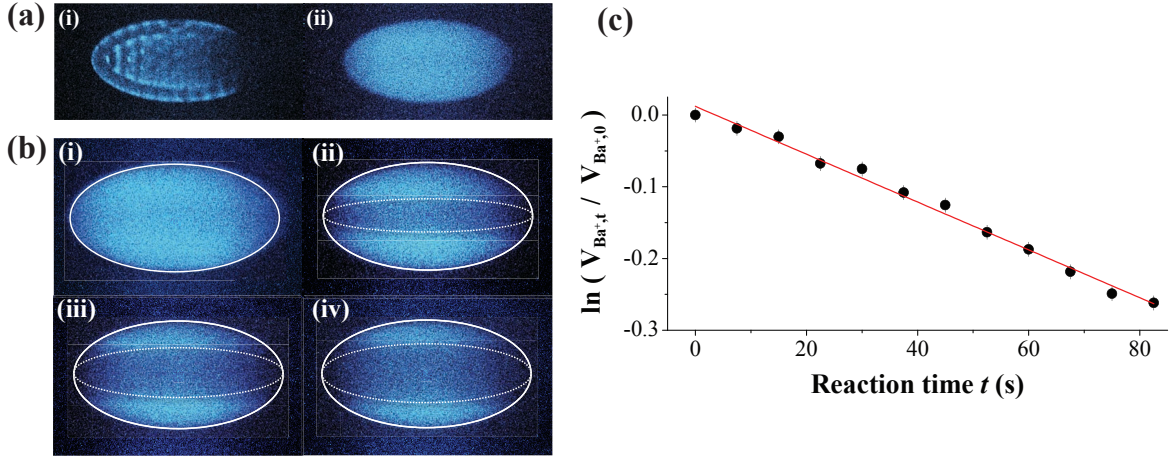 (a)
(i)
(ii)
(b)
(i)
(ii)
(iii)
(iv)
(c)
ln ( V_Ba⁺,t / V_Ba⁺,0 )
0.0
-0.1
-0.2
-0.3
0 20 40 60 80
Reaction time t (s)